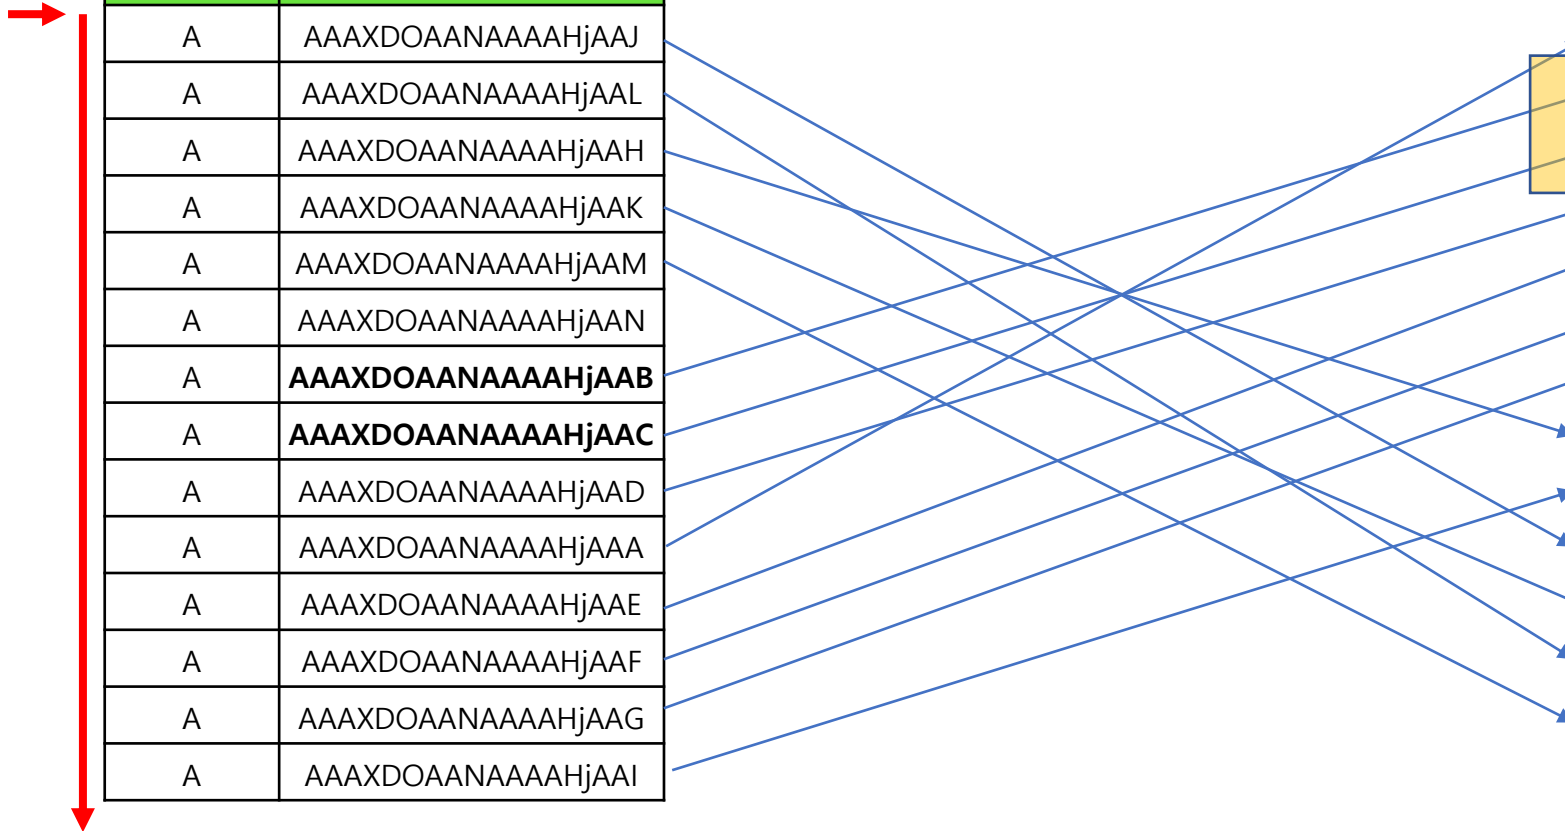 A AAAXDOAANAAAAHjAAJ
A AAAXDOAANAAAAHjAAL
A AAAXDOAANAAAAHjAAH
A AAAXDOAANAAAAHjAAK
A AAAXDOAANAAAAHjAAM
A AAAXDOAANAAAAHjAAN
A AAAXDOAANAAAAHjAAB
A AAAXDOAANAAAAHjAAC
A AAAXDOAANAAAAHjAAD
A AAAXDOAANAAAAHjAAA
A AAAXDOAANAAAAHjAAE
A AAAXDOAANAAAAHjAAF
A AAAXDOAANAAAAHjAAG
A AAAXDOAANAAAAHjAAI